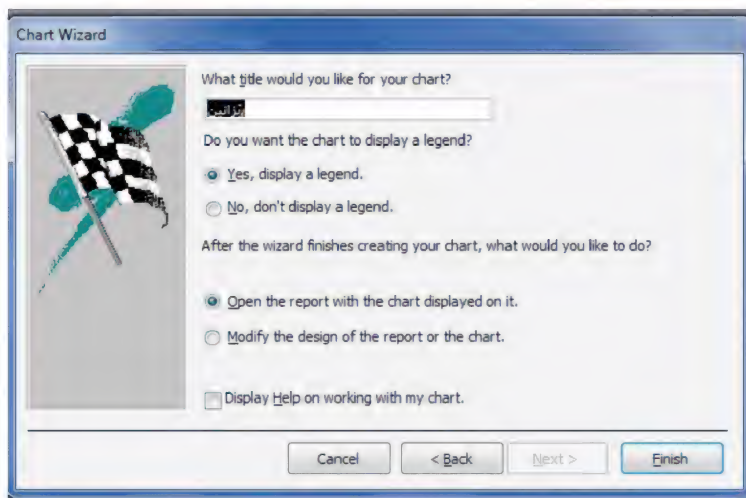 Chart Wizard
What title would you like for your chart?
Do you want the chart to display a legend?
Yes, display a legend.
No, don't display a legend.
After the wizard finishes creating your chart, what would you like to do?
Open the report with the chart displayed on it.
Modify the design of the report or the chart.
Display Help on working with my chart.
Cancel
< Back
Next >
Finish